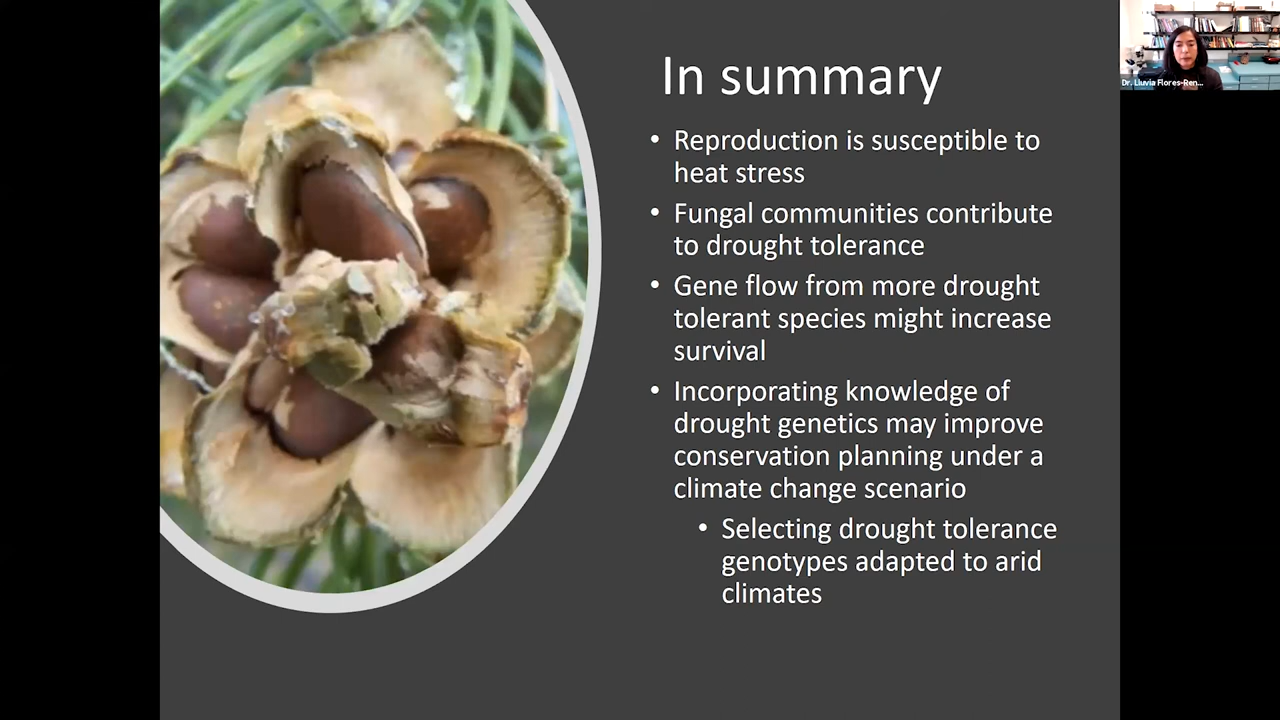 In summary
• Reproduction is susceptible to
heat stress
• Fungal communities contribute
to drought tolerance
• Gene flow from more drought
tolerant species might increase
survival
• Incorporating knowledge of
drought genetics may improve
conservation planning under a
climate change scenario
• Selecting drought tolerance
genotypes adapted to arid
climates
Dr. Lluvia Flores-Ren...